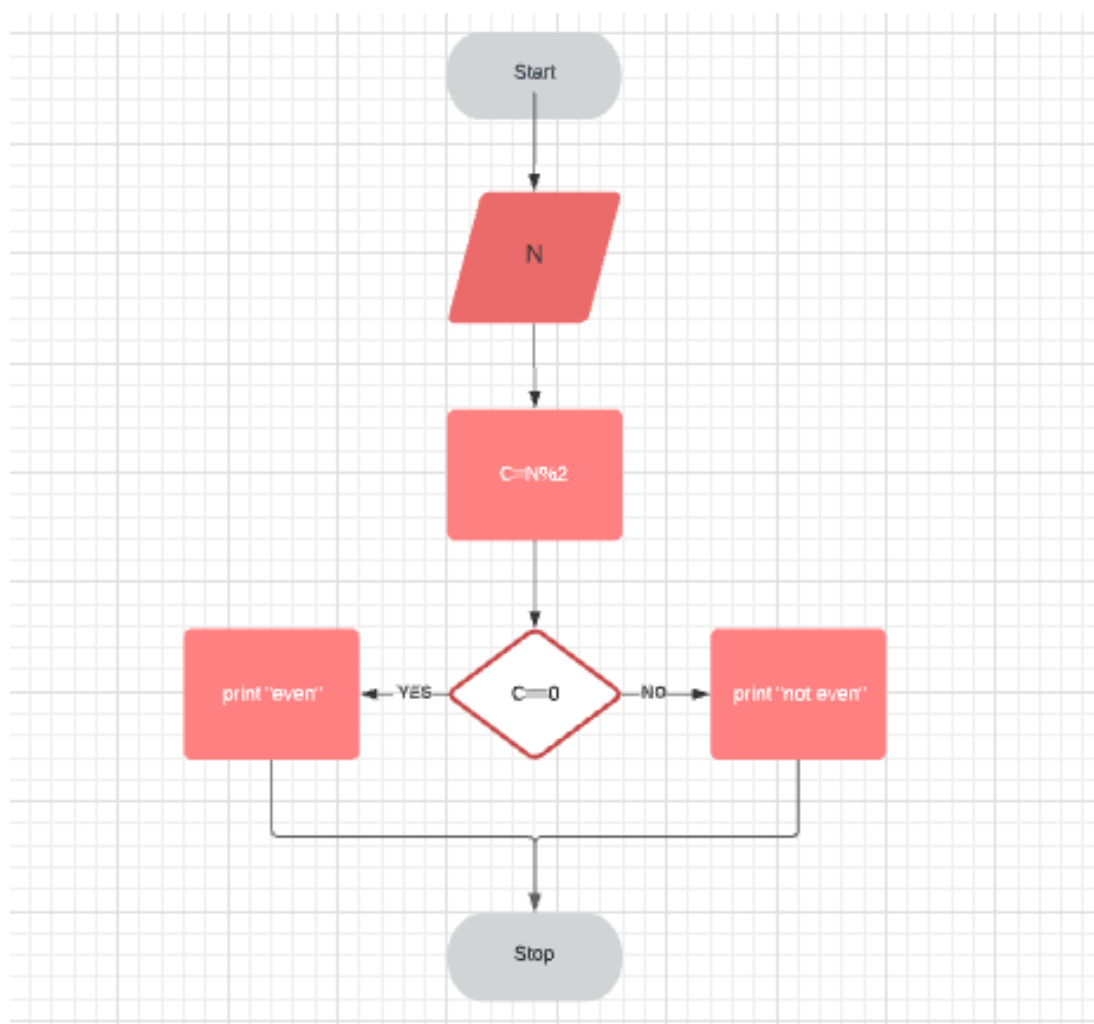 Start
N
C=N%2
print "even"
YES
C==0
NO
print "not even"
Stop